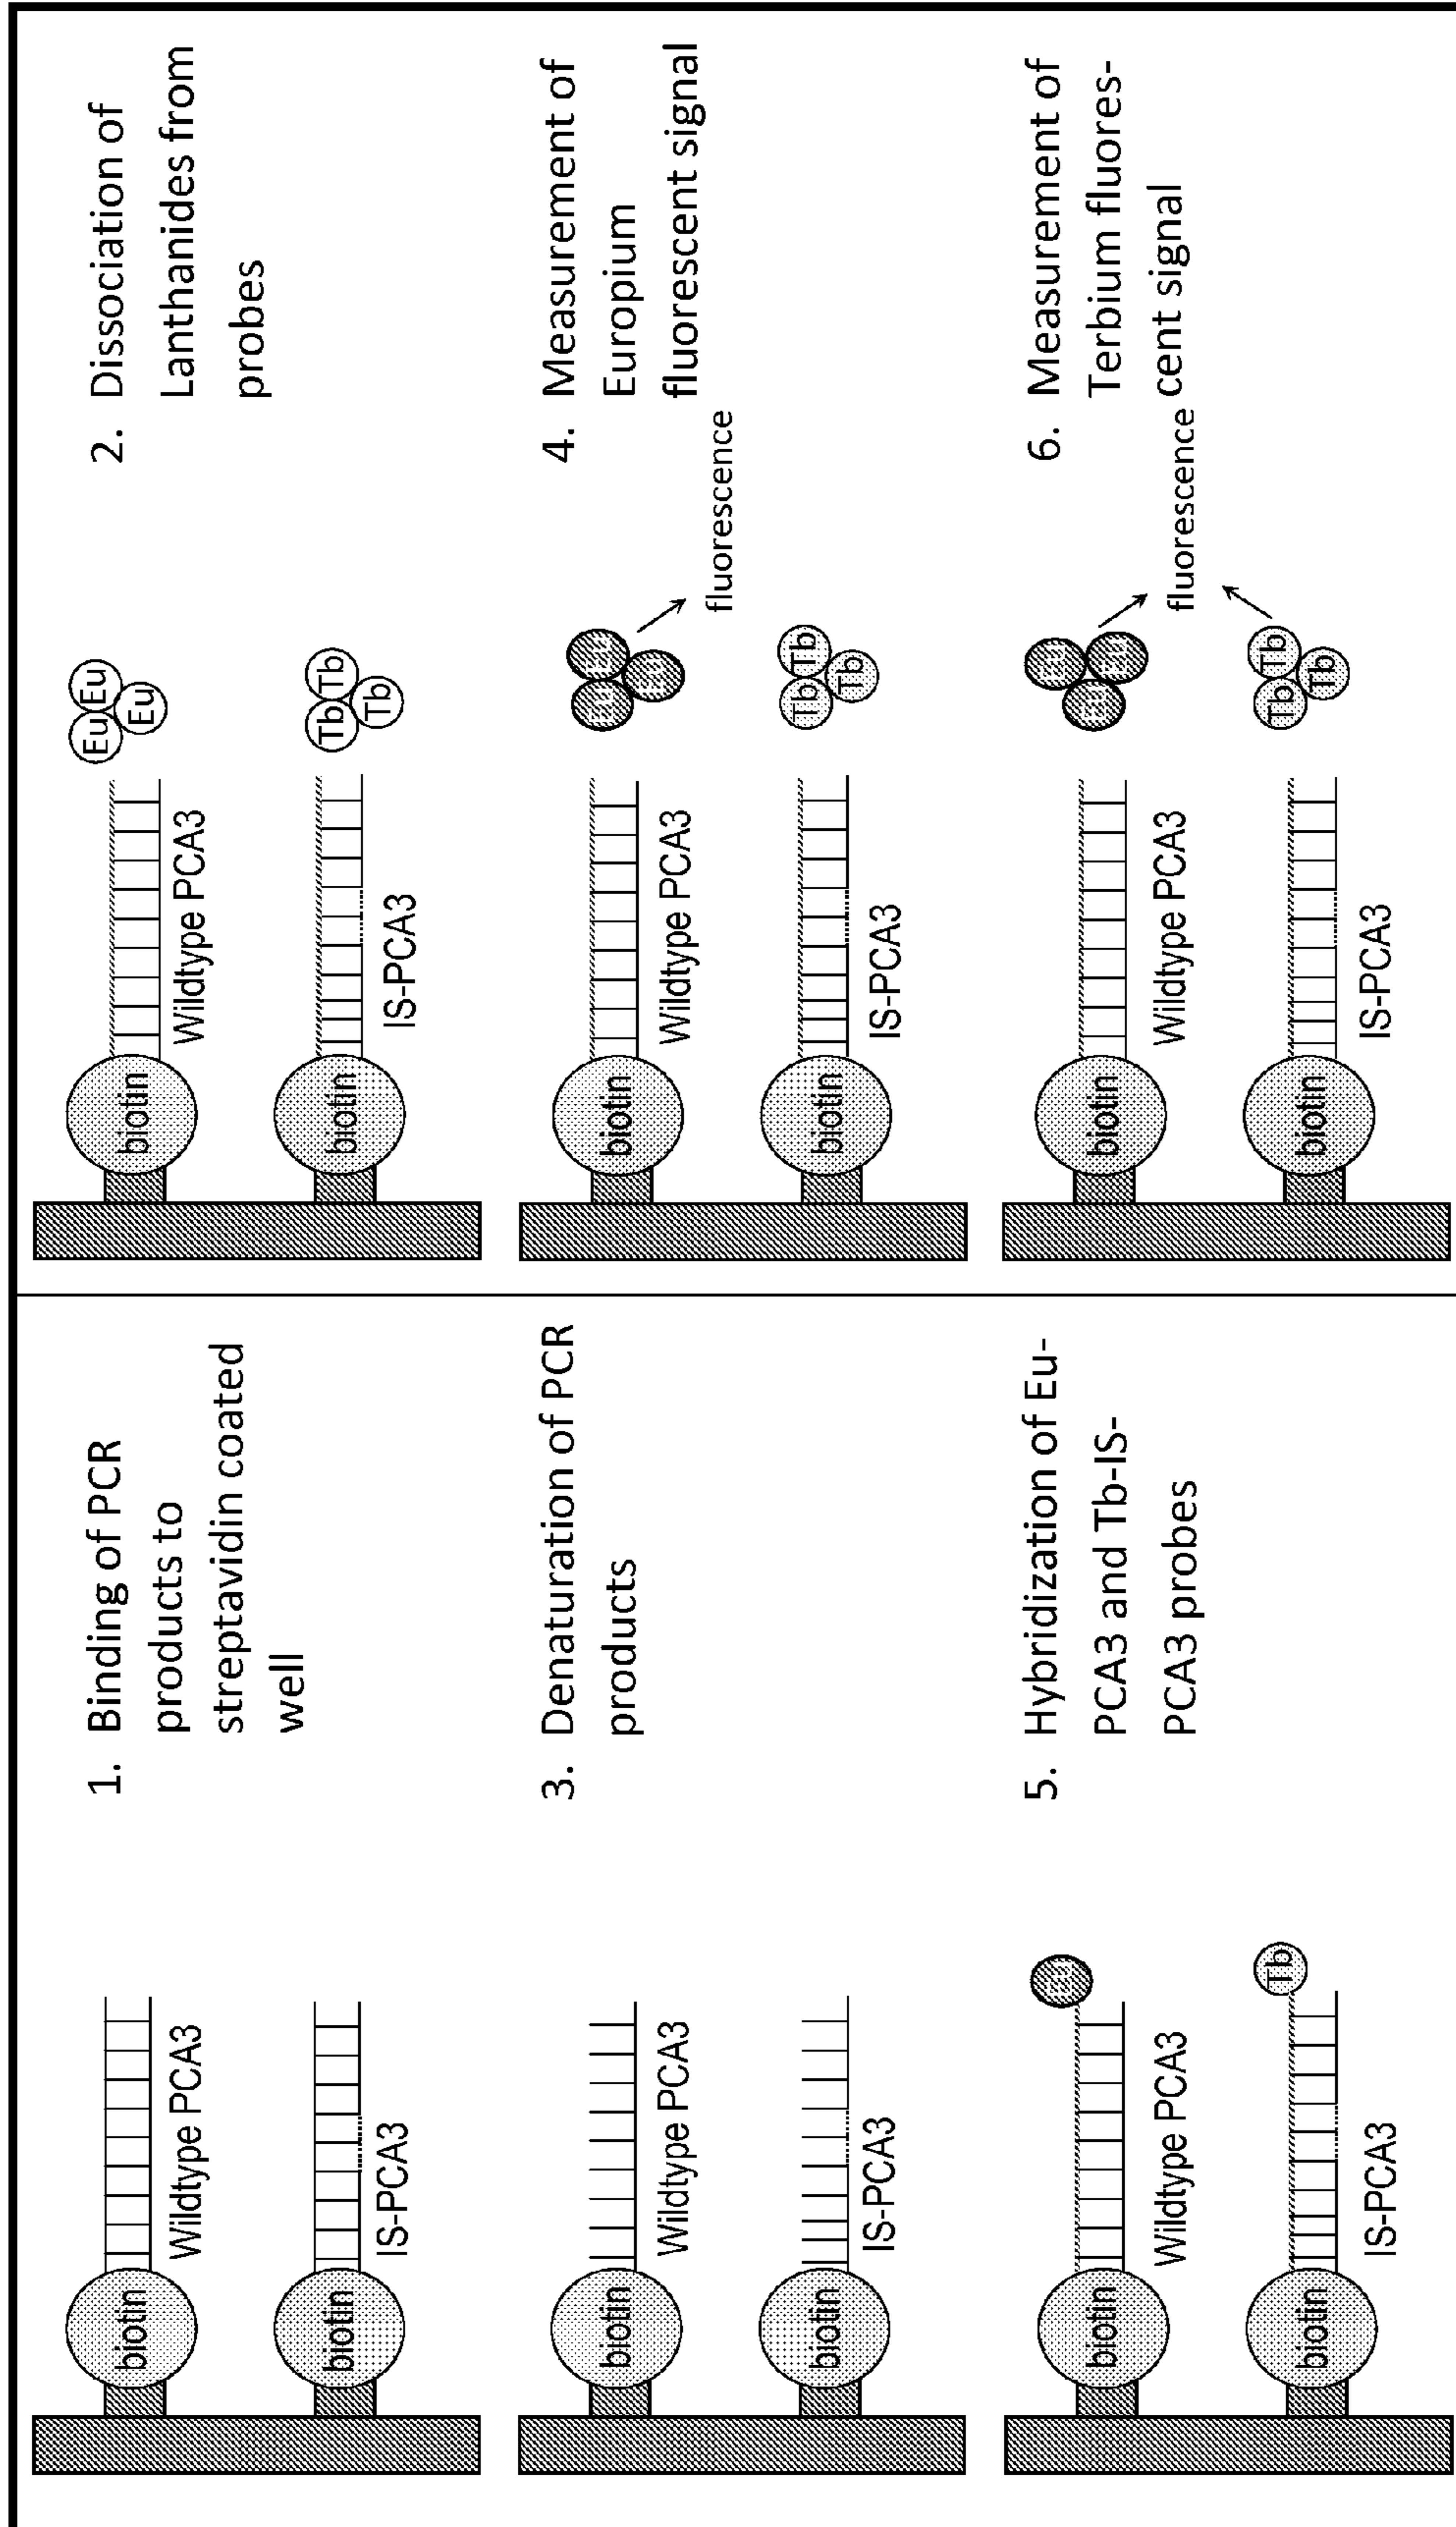 1. Binding of PCR
products to
streptavidin coated
well
biotin
Wildtype PCA3
biotin
IS-PCA3
2. Dissociation of
Lanthanides from
probes
biotin
Wildtype PCA3
Eu
Eu
Eu
biotin
IS-PCA3
Tb
Tb
Tb
3. Denaturation of PCR
products
biotin
Wildtype PCA3
biotin
IS-PCA3
4. Measurement of
Europium
fluorescent signal
biotin
Wildtype PCA3
Eu
fluorescence
biotin
IS-PCA3
Tb
Tb
Tb
5. Hybridization of Eu-
PCA3 and Tb-IS-
PCA3 probes
biotin
Wildtype PCA3
biotin
IS-PCA3
Tb
6. Measurement of
Terbium fluores-
cent signal
biotin
Wildtype PCA3
Eu
fluorescence
biotin
IS-PCA3
Tb
Tb
Tb